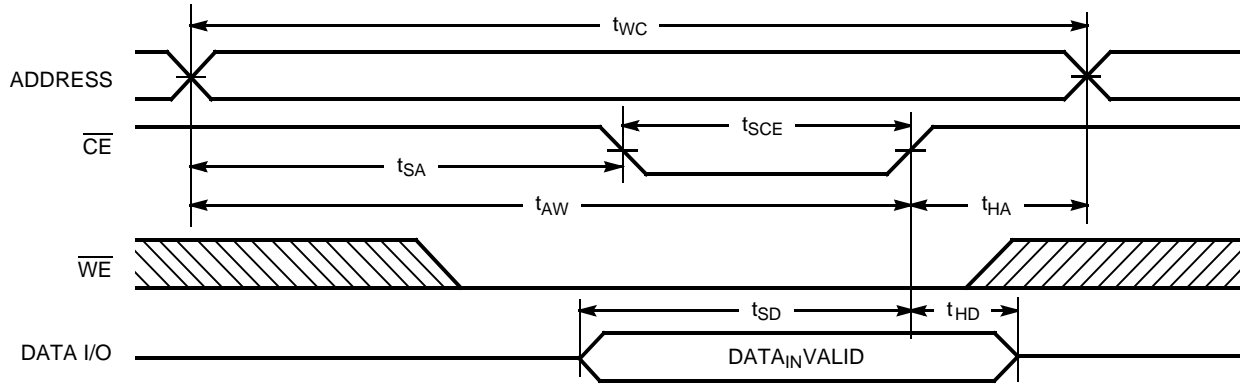 tWC
ADDRESS
tSCE
CE
tSA
tAW
tHA
WE
tSD
tHD
DATA I/O
DATAINVALID